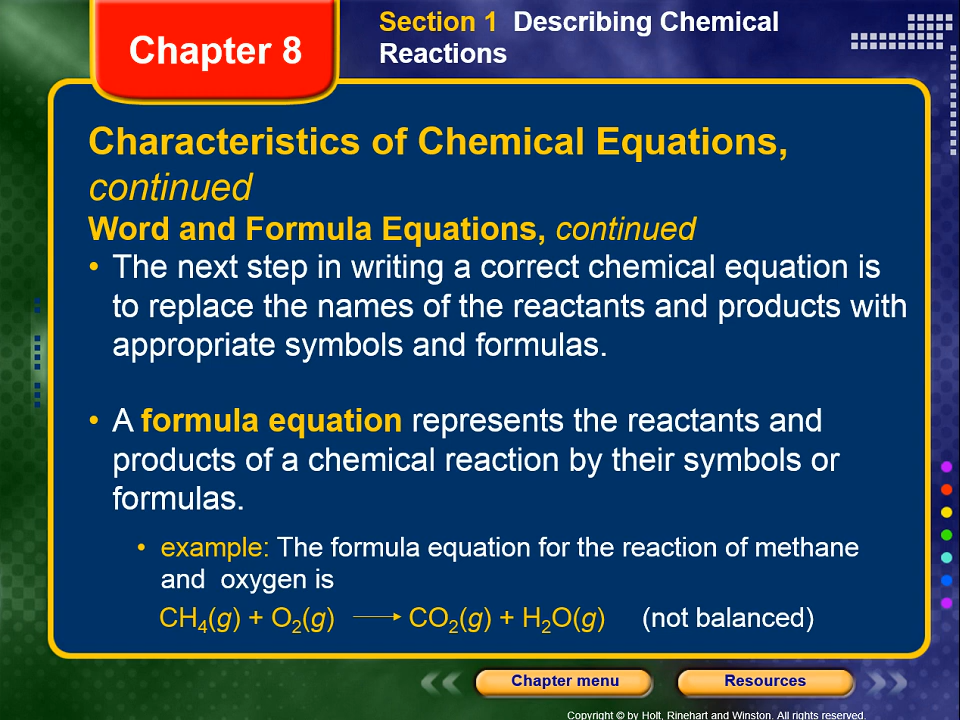 Chapter 8
Section 1  Describing Chemical
Reactions
Characteristics of Chemical Equations,
continued
Word and Formula Equations, continued
• The next step in writing a correct chemical equation is
to replace the names of the reactants and products with
appropriate symbols and formulas.
• A formula equation represents the reactants and
products of a chemical reaction by their symbols or
formulas.
• example: The formula equation for the reaction of methane
and  oxygen is
CH₄(g) + O₂(g) ⟶ CO₂(g) + H₂O(g) (not balanced)
Chapter menu
Resources
Copyright © by Holt, Rinehart and Winston. All rights reserved.